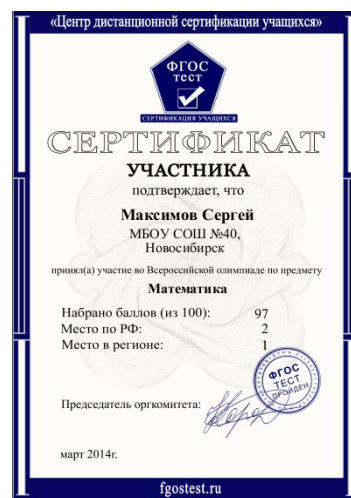 «Центр дистанционной сертификации учащихся»
ФГОС
тест
СЕРТИФИКАЦИЯ УЧАЩИХСЯ
СЕРТИФИКАТ
УЧАСТНИКА
подтверждает, что
Максимов Сергей
МБОУ СОШ №40,
Новосибирск
принял(а) участие во Всероссийской олимпиаде по предмету
Математика
Набрано баллов (из 100): 97
Место по РФ: 2
Место в регионе: 1
ФГОС
ТЕСТ
ПРОЙДЕН
Председатель оргкомитета:
март 2014г.
fgostest.ru